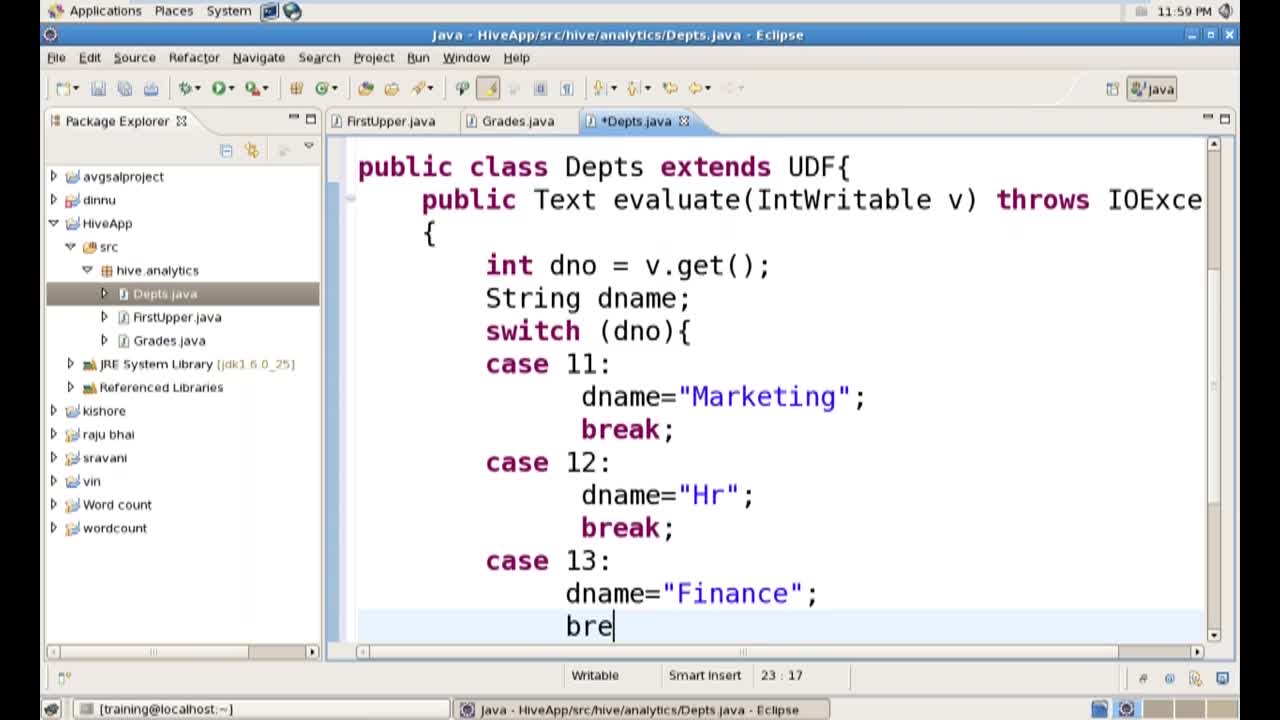 Applications Places System 11:59 PM
Java - HiveApp/src/hive/analytics/Depts.java - Eclipse
File Edit Source Refactor Navigate Search Project Run Window Help
Java
Package Explorer
FirstUpper.java Grades.java *Depts.java
avgsalproject
dinnu
HiveApp
src
hive.analytics
Depts.java
FirstUpper.java
Grades.java
JRE System Library [jdk1.6.0_25]
Referenced Libraries
kishore
raju bhai
sravani
vin
Word count
wordcount
public class Depts extends UDF{
public Text evaluate(IntWritable v) throws IOExce
{
int dno = v.get();
String dname;
switch (dno){
case 11:
dname="Marketing";
break;
case 12:
dname="Hr";
break;
case 13:
dname="Finance";
bre
Writable Smart Insert 23 : 17
[training@localhost:~] Java - HiveApp/src/hive/analytics/Depts.java - Eclipse